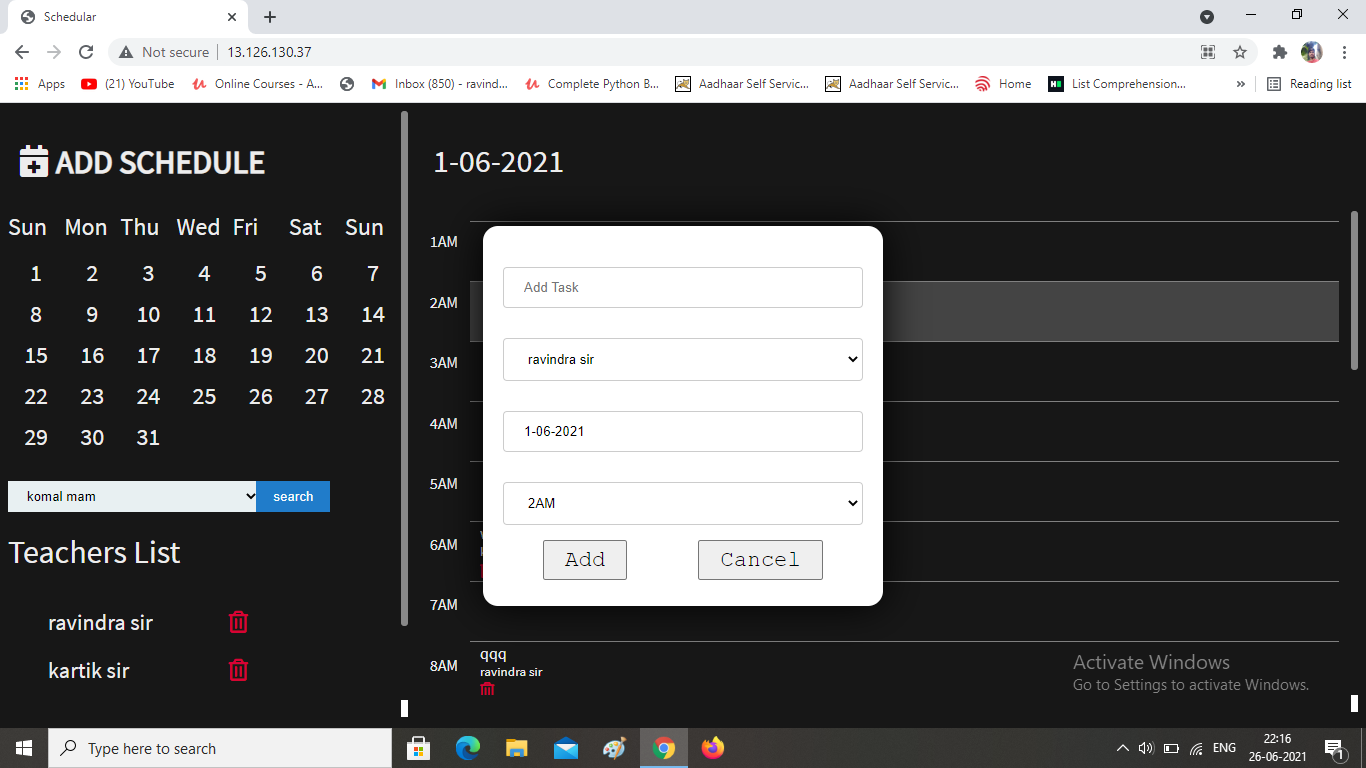 Schedular
Not secure
13.126.130.37
Apps
(21) YouTube
Online Courses - A...
Inbox (850) - ravind...
Complete Python B...
Aadhaar Self Servic...
Aadhaar Self Servic...
Home
List Comprehension...
»
Reading list
ADD SCHEDULE
Sun Mon Thu Wed Fri Sat Sun
1 2 3 4 5 6 7
8 9 10 11 12 13 14
15 16 17 18 19 20 21
22 23 24 25 26 27 28
29 30 31
komal mam
search
Teachers List
ravindra sir
kartik sir
1-06-2021
1AM
2AM
3AM
4AM
5AM
6AM
7AM
8AM
qqq
ravindra sir
Add Task
ravindra sir
1-06-2021
2AM
Add
Cancel
Activate Windows
Go to Settings to activate Windows.
Type here to search
ENG
22:16
26-06-2021
1